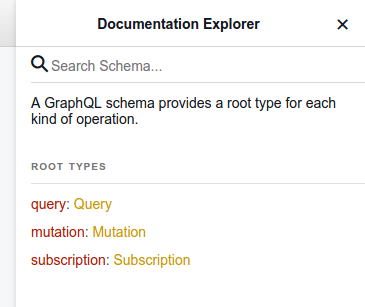 Documentation Explorer
Search Schema...
A GraphQL schema provides a root type for each
kind of operation.
ROOT TYPES
query: Query
mutation: Mutation
subscription: Subscription